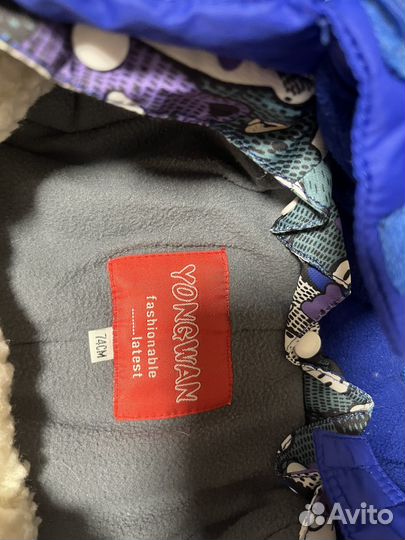 YONGWAN
fashionable
.........latest
74CM
Avito